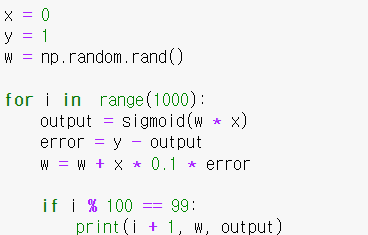 x = 0
y = 1
w = np.random.rand()

for i in  range(1000):
    output = sigmoid(w * x)
    error = y - output
    w = w + x * 0.1 * error

    if i % 100 == 99:
        print(i + 1, w, output)